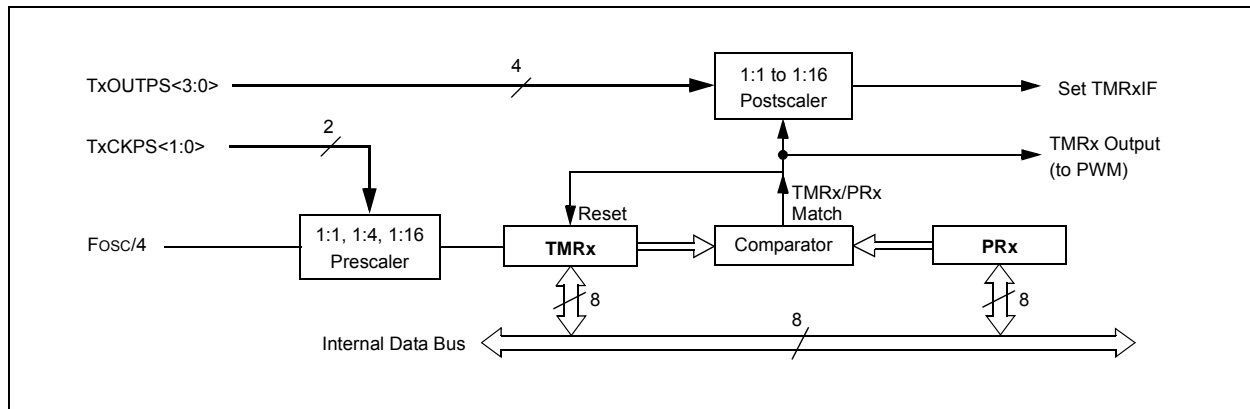 TxOUTPS<3:0>
4
1:1 to 1:16
Postscaler
Set TMRxIF
TxCKPS<1:0>
2
TMRx Output
(to PWM)
TMRx/PRx
Match
Reset
FOSC/4
1:1, 1:4, 1:16
Prescaler
TMRx
Comparator
PRx
8
8
8
Internal Data Bus